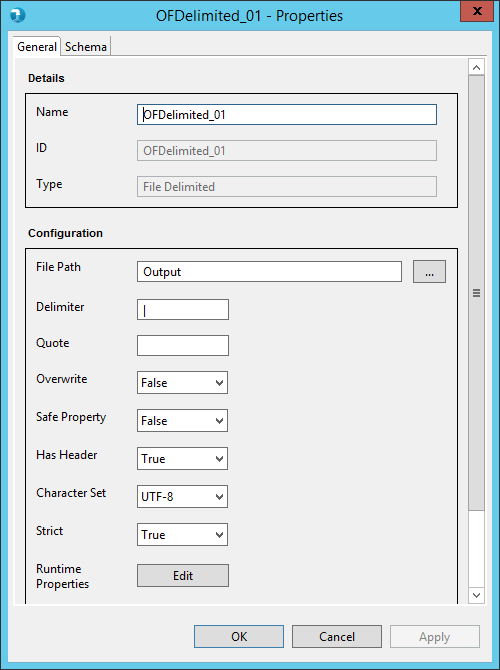 OFDelimited_01 - Properties
General Schema
Details
Name OFDelimited_01
ID OFDelimited_01
Type File Delimited
Configuration
File Path Output ...
Delimiter |
Quote
Overwrite False
Safe Property False
Has Header True
Character Set UTF-8
Strict True
Runtime
Properties Edit
OK Cancel Apply